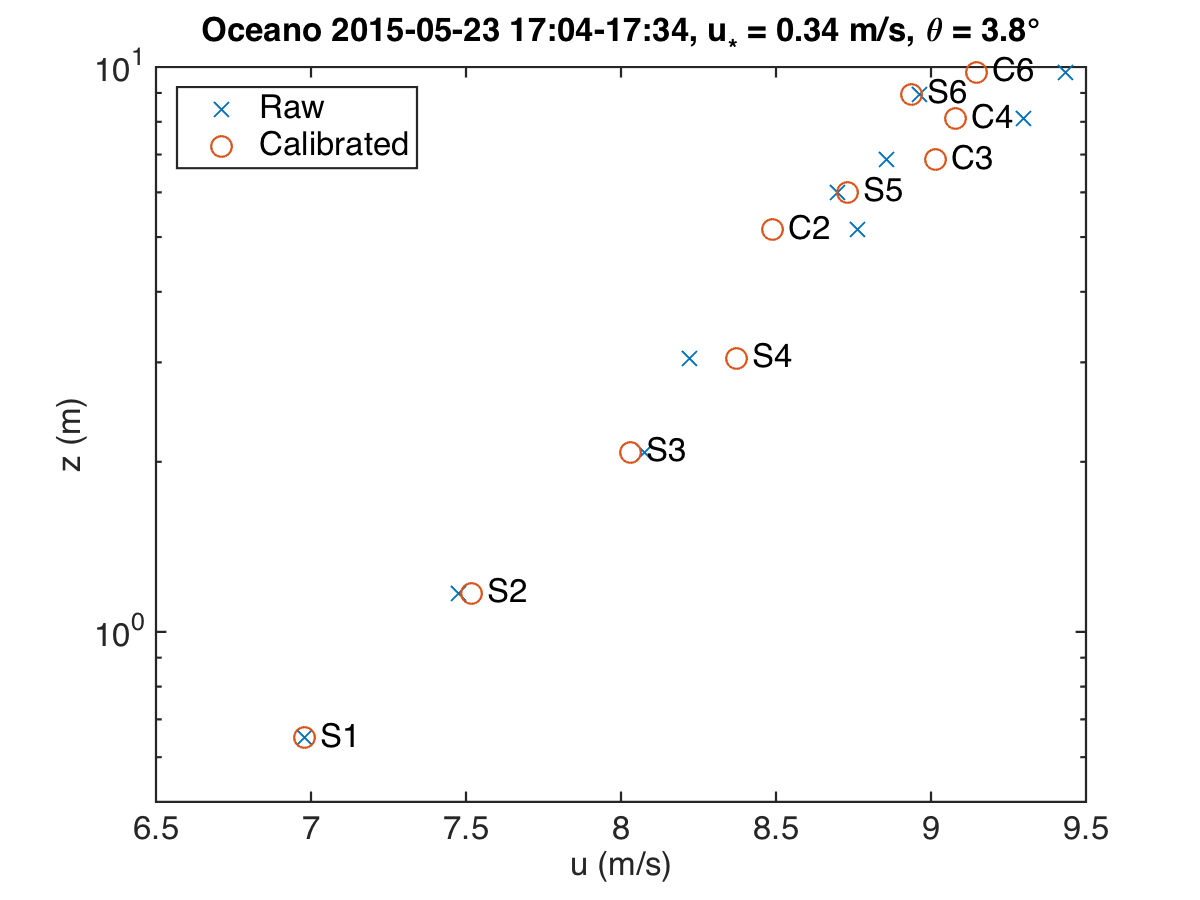 Oceano 2015-05-23 17:04-17:34, u* = 0.34 m/s, θ = 3.8°
10^1
Raw
Calibrated
C6
S6
C4
C3
S5
C2
S4
z (m)
S3
S2
10^0
S1
6.5 7 7.5 8 8.5 9 9.5
u (m/s)